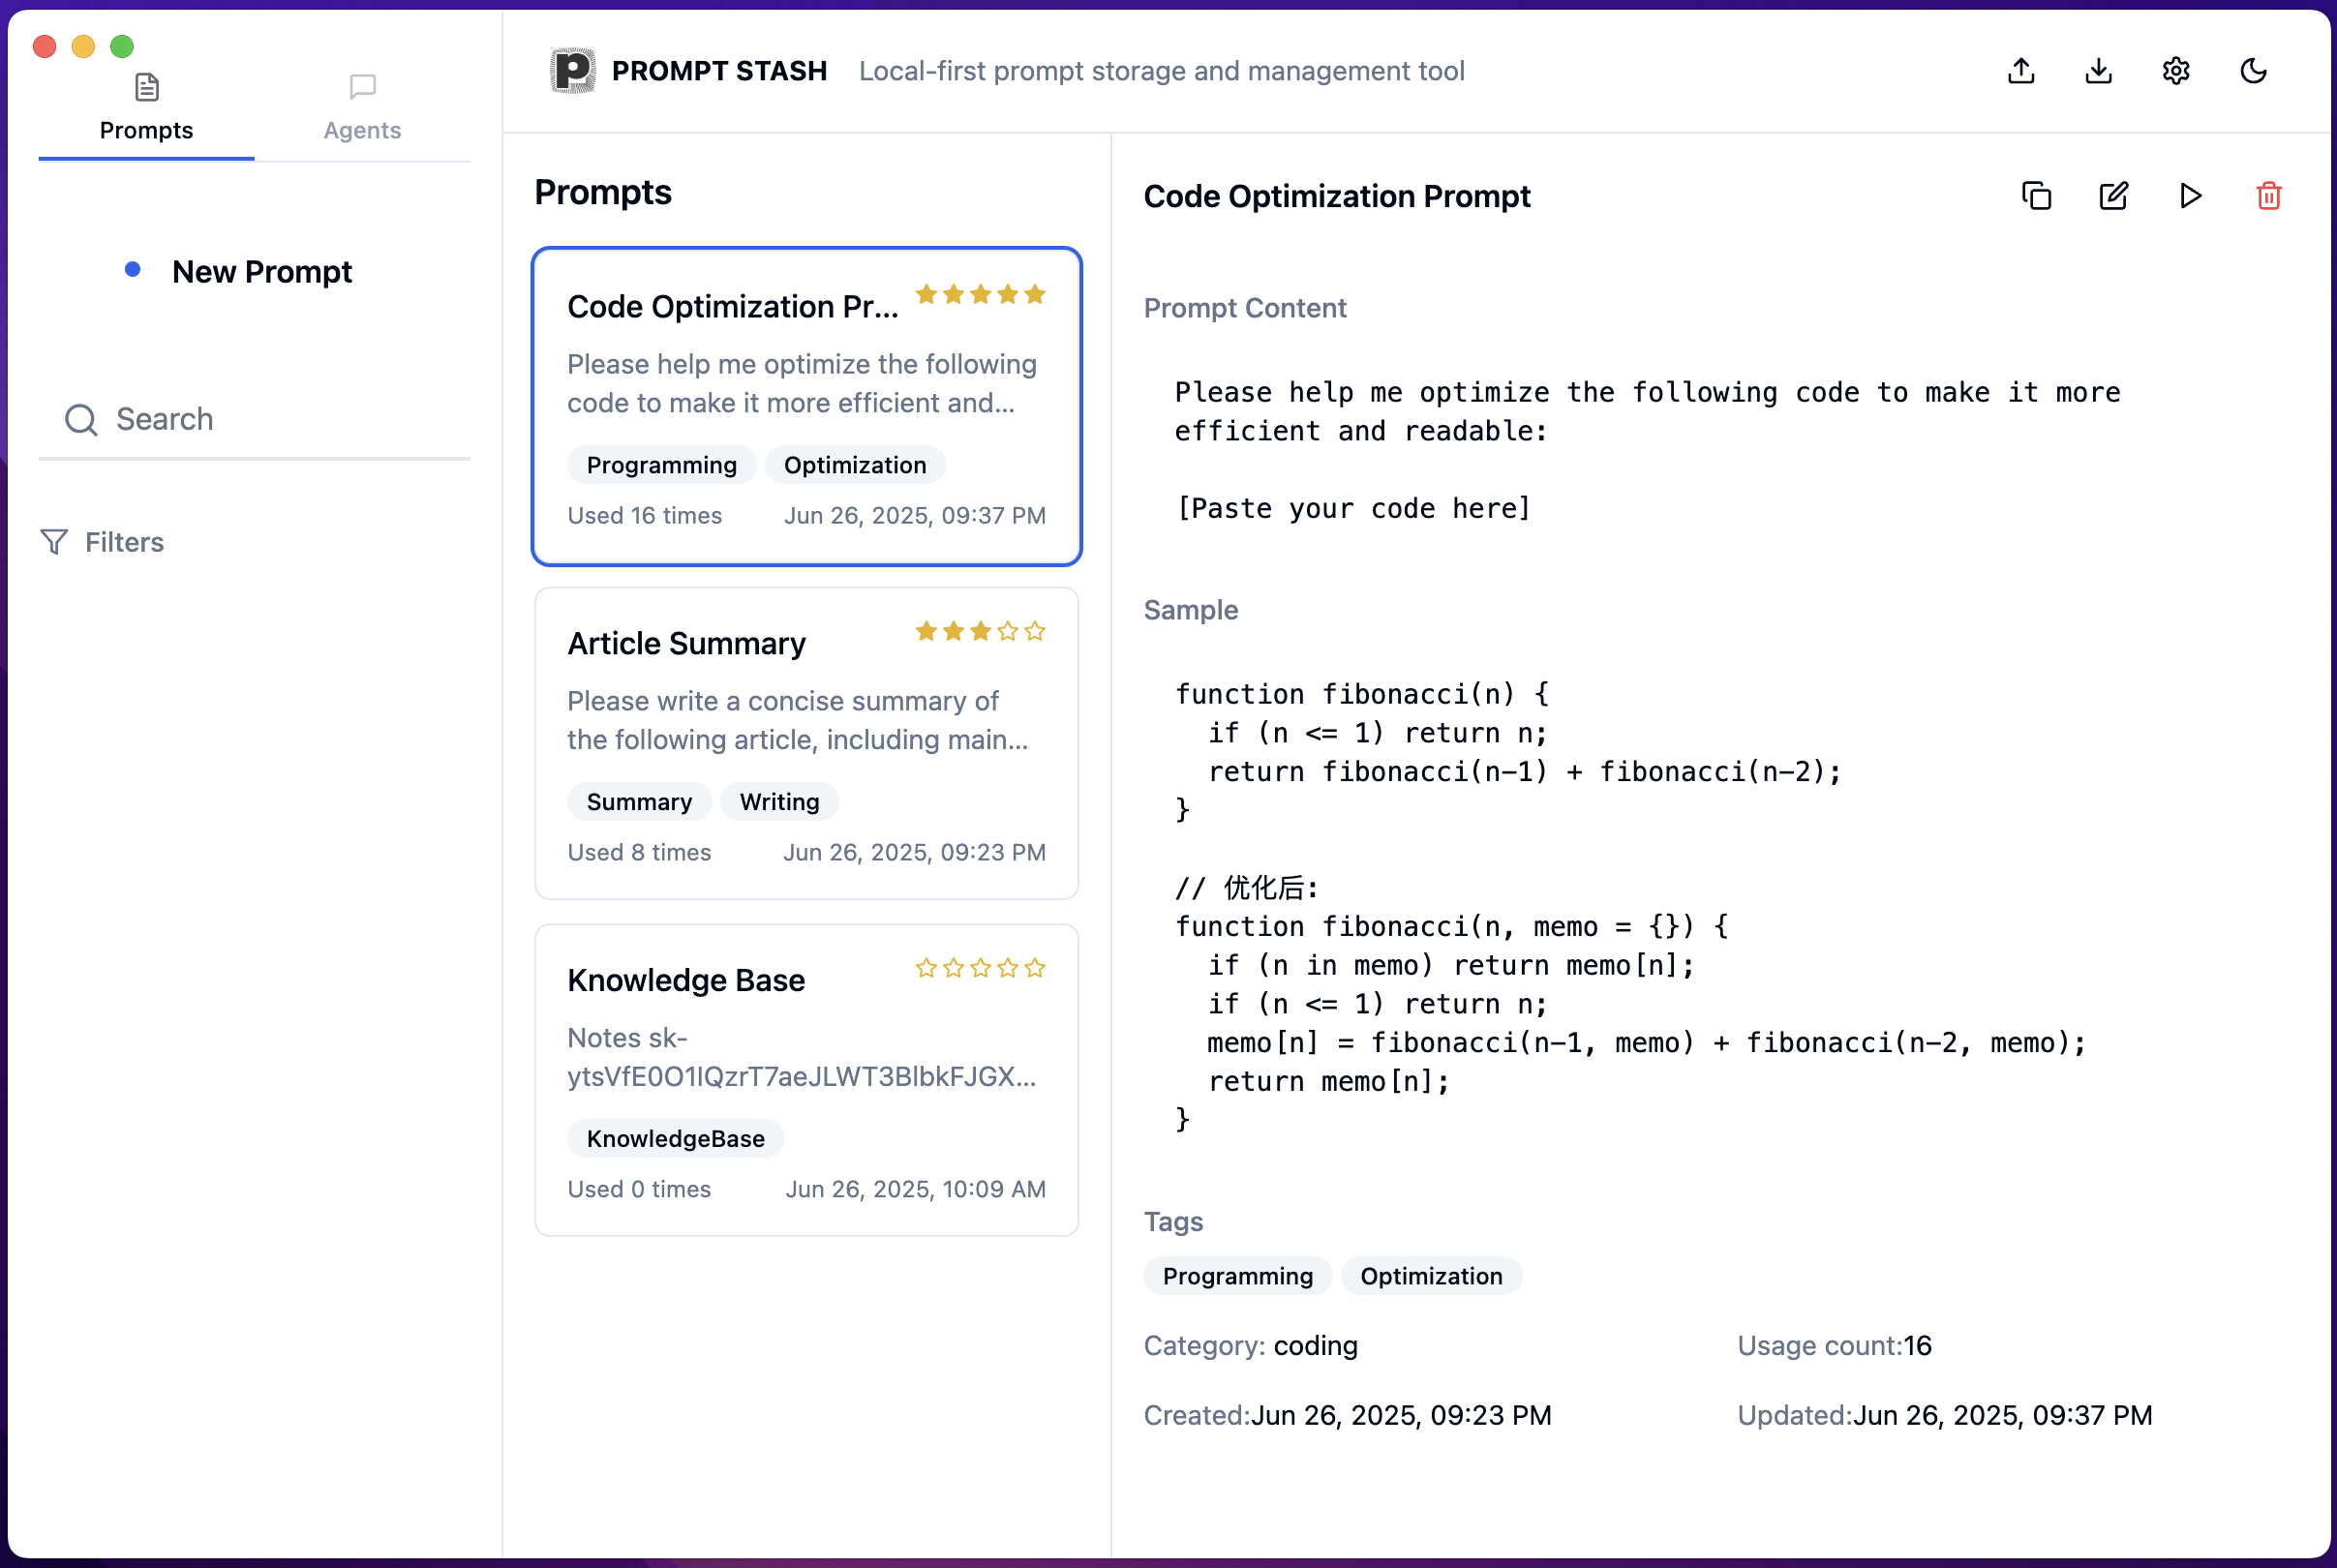 Prompts
Agents
New Prompt
Search
Filters
PROMPT STASH
Local-first prompt storage and management tool
Prompts
Code Optimization Pr...
Please help me optimize the following
code to make it more efficient and...
Programming
Optimization
Used 16 times
Jun 26, 2025, 09:37 PM
Article Summary
Please write a concise summary of
the following article, including main...
Summary
Writing
Used 8 times
Jun 26, 2025, 09:23 PM
Knowledge Base
Notes sk-
KnowledgeBase
Used 0 times
Jun 26, 2025, 10:09 AM
Code Optimization Prompt
Prompt Content
Please help me optimize the following code to make it more
efficient and readable:
[Paste your code here]
Sample
function fibonacci(n) {
  if (n <= 1) return n;
  return fibonacci(n-1) + fibonacci(n-2);
}
// 优化后:
function fibonacci(n, memo = {}) {
  if (n in memo) return memo[n];
  if (n <= 1) return n;
  memo[n] = fibonacci(n-1, memo) + fibonacci(n-2, memo);
  return memo[n];
}
Tags
Programming
Optimization
Category: coding
Usage count:16
Created:Jun 26, 2025, 09:23 PM
Updated:Jun 26, 2025, 09:37 PM